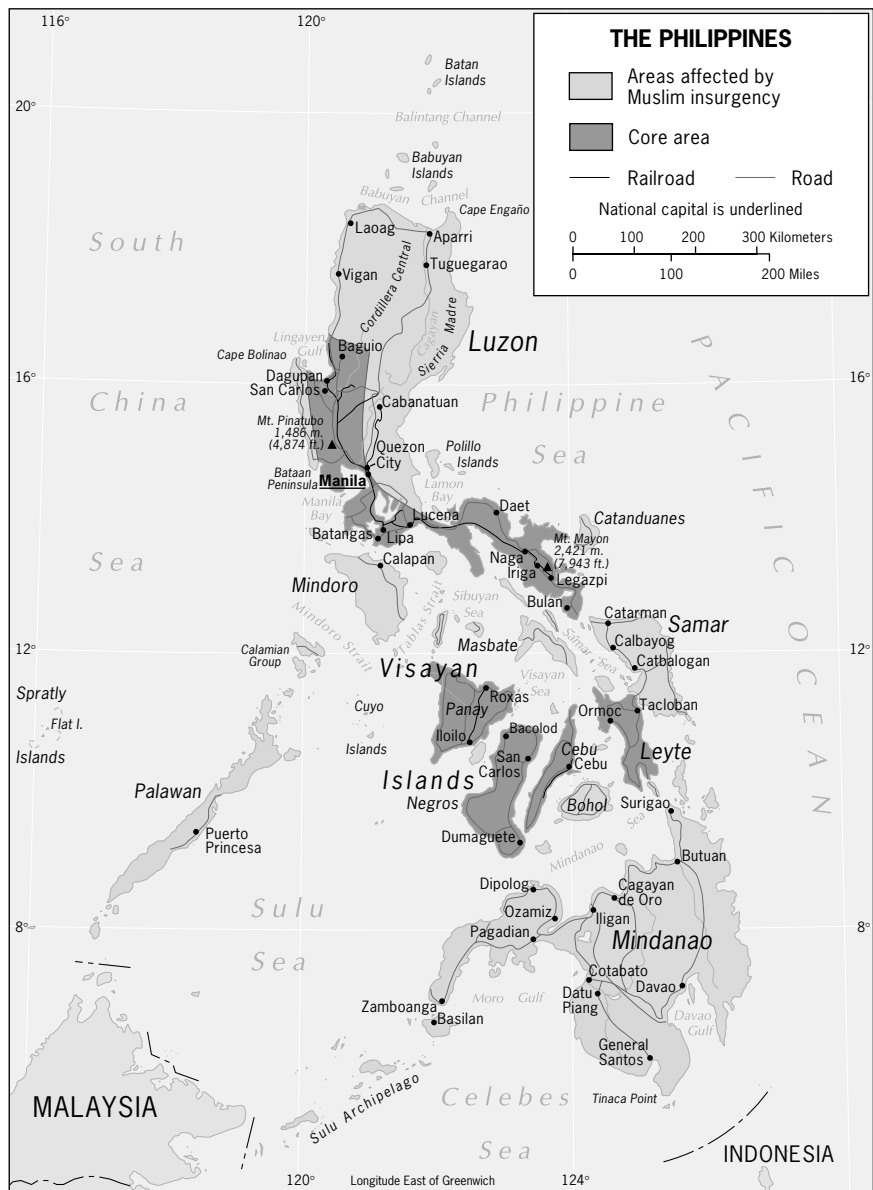 116°
120°
THE PHILIPPINES
Areas affected by
Muslim insurgency
Core area
Railroad
Road
National capital is underlined
0 100 200 300 Kilometers
0 100 200 Miles
Batan
Islands
20°
Balintang Channel
Babuyan
Islands
Babuyan Channel
Cape Engaño
South
Laoag
Aparri
Tuguegarao
Vigan
Cordillera Central
Cagayan
Sierria Madre
Luzon
PACIFIC OCEAN
Lingayen
Gulf
Cape Bolinao
Baguio
Dagupan
San Carlos
16°
16°
China
Cabanatuan
Philippine
Mt. Pinatubo
1,486 m.
(4,874 ft.)
Quezon
City
Polillo
Islands
Sea
Bataan
Peninsula
Manila
Lamon
Bay
Manila
Bay
Lucena
Daet
Catanduanes
Batangas
Lipa
Mt. Mayon
2,421 m.
(7,943 ft.)
Naga
Iriga
Legazpi
Sea
Calapan
Mindoro
Bulan
Sibuyan
Sea
Tablas Strait
Mindoro Strait
Catarman
Samar
Masbate
Samar Sea
Calbayog
12°
12°
Calamian
Group
Visayan
Visayan
Sea
Catbalogan
Spratly
Flat I.
Islands
Cuyo
Islands
Roxas
Panay
Iloilo
Bacolod
Ormoc
Tacloban
San
Carlos
Cebu
Cebu
Leyte
Islands
Negros
Bohol
Surigao
Palawan
Puerto
Princesa
Dumaguete
Mindanao
Sea
Butuan
Dipolog
Cagayan
de Oro
Ozamiz
Iligan
Sulu
Sea
Pagadian
Mindanao
8°
8°
Cotabato
Zamboanga
Moro Gulf
Datu
Piang
Davao
Basilan
Davao
Gulf
General
Santos
MALAYSIA
Sulu Archipelago
Celebes
Sea
Tinaca Point
INDONESIA
120°
Longitude East of Greenwich
124°